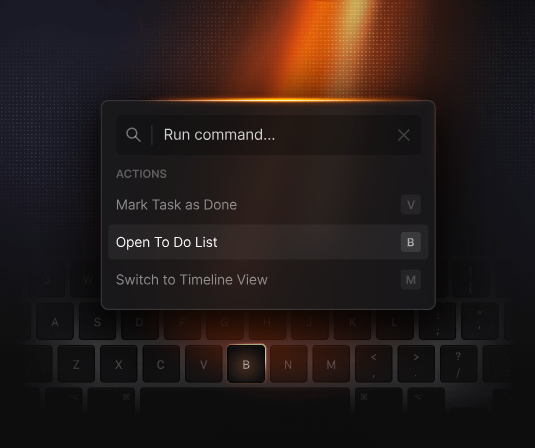 Run command...
ACTIONS
Mark Task as Done V
Open To Do List B
Switch to Timeline View M
A S D F G H J K L : ; " '
Z X C V B N M < , > . ? /
⌥ ⌘ ⌘ ⌥